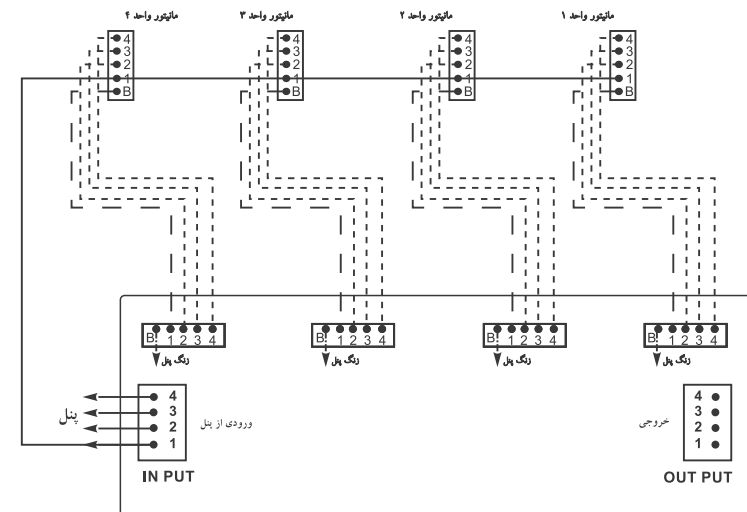 مانیتور واحد ۴ مانیتور واحد ۳ مانیتور واحد ۲ مانیتور واحد ۱
4 4 4 4
3 3 3 3
2 2 2 2
1 1 1 1
B B B B
B 1 2 3 4 B 1 2 3 4 B 1 2 3 4 B 1 2 3 4
زنگ پنل زنگ پنل زنگ پنل زنگ پنل
پنل
4
3
2
1
ورودی از پنل
IN PUT
خروجی
4
3
2
1
OUT PUT